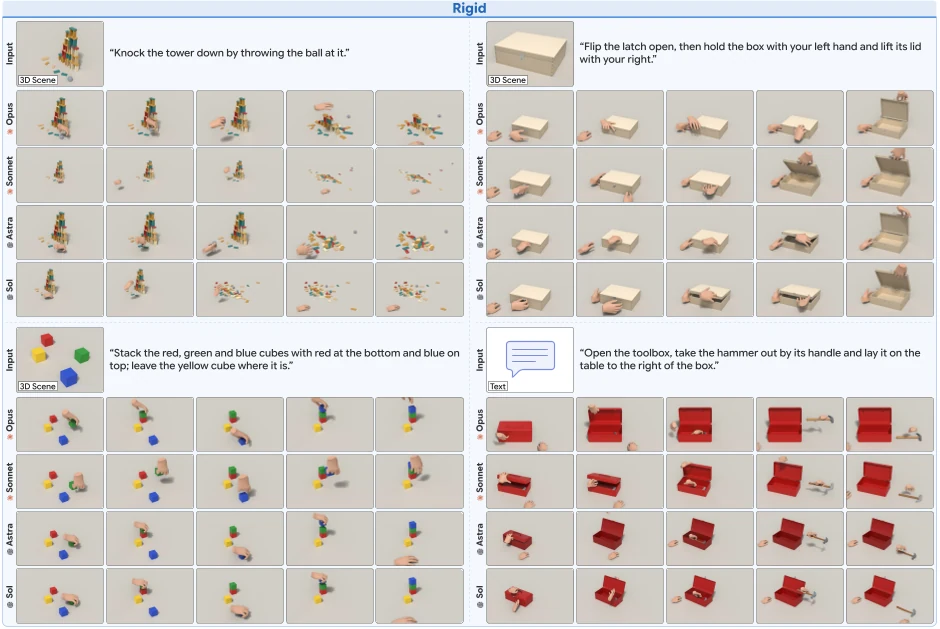 Rigid
Input
3D Scene
“Knock the tower down by throwing the ball at it.”
Opus
Sonnet
Astra
Sol
Input
3D Scene
“Flip the latch open, then hold the box with your left hand and lift its lid
with your right.”
Opus
Sonnet
Astra
Sol
Input
3D Scene
“Stack the red, green and blue cubes with red at the bottom and blue on
top; leave the yellow cube where it is.”
Opus
Sonnet
Astra
Sol
Input
Text
“Open the toolbox, take the hammer out by its handle and lay it on the
table to the right of the box.”
Opus
Sonnet
Astra
Sol